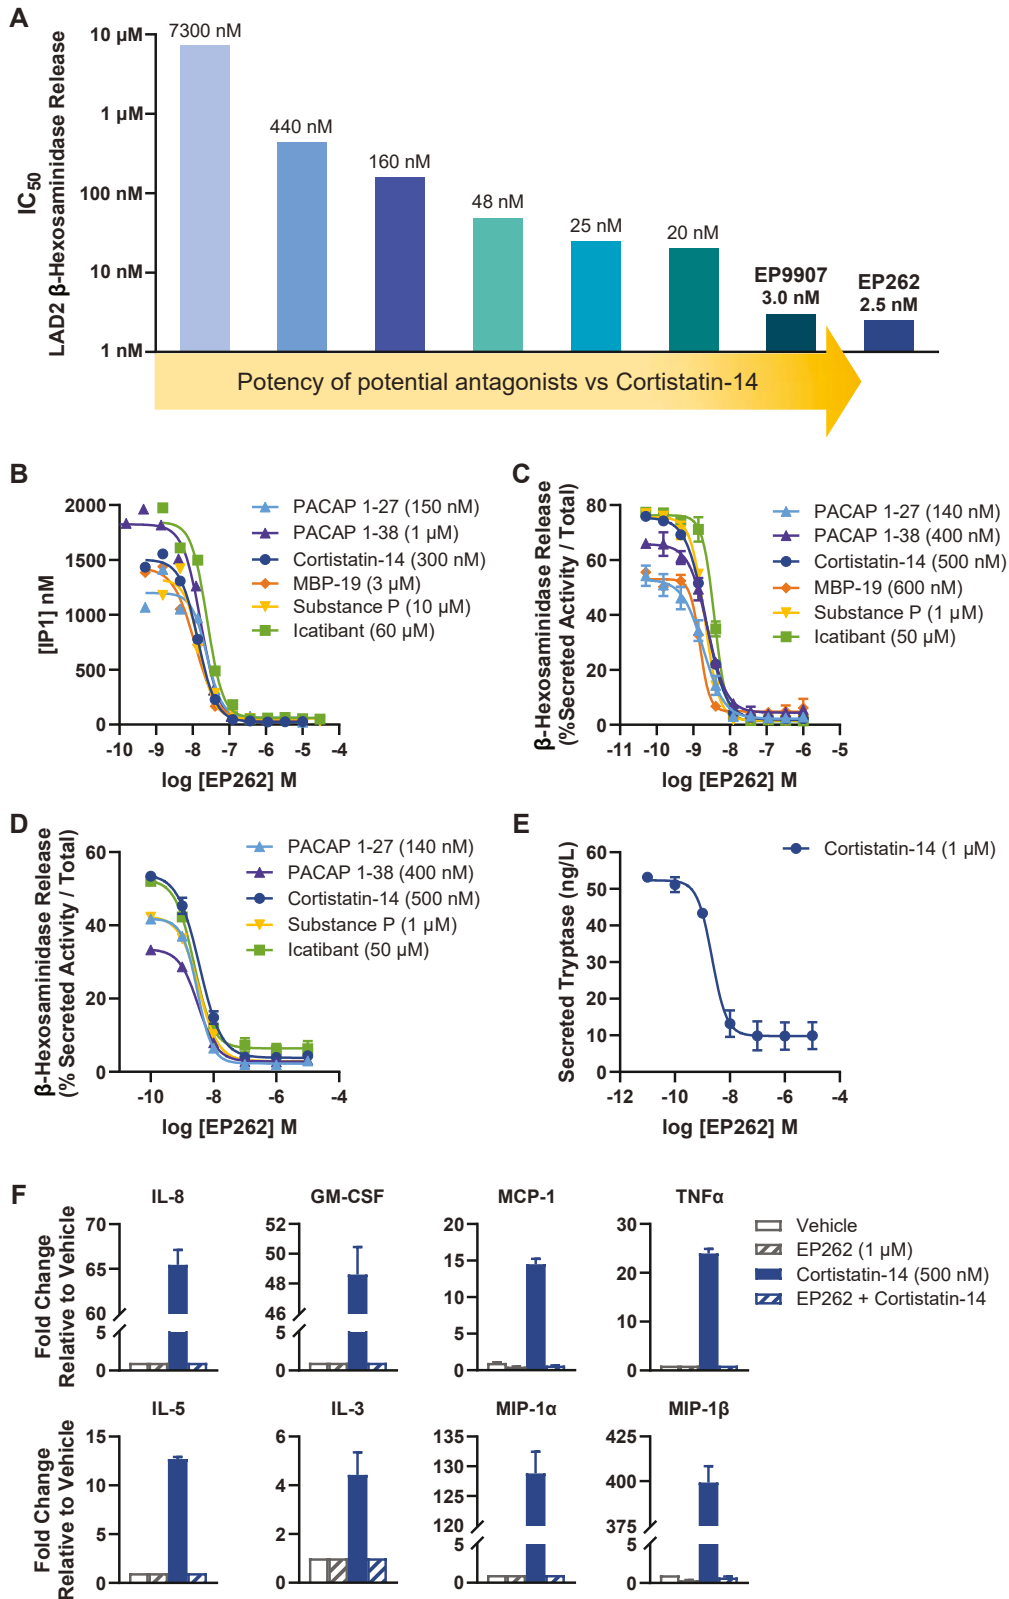 A
IC50
LAD2 β-Hexosaminidase Release
10 µM
1 µM
100 nM
10 nM
1 nM
7300 nM
440 nM
160 nM
48 nM
25 nM
20 nM
EP9907
3.0 nM
EP262
2.5 nM
Potency of potential antagonists vs Cortistatin-14
B
[IP1] nM
2000
1500
1000
500
0
-10 -9 -8 -7 -6 -5 -4
log [EP262] M
PACAP 1-27 (150 nM)
PACAP 1-38 (1 µM)
Cortistatin-14 (300 nM)
MBP-19 (3 µM)
Substance P (10 µM)
Icatibant (60 µM)
C
β-Hexosaminidase Release
(%Secreted Activity / Total)
80
60
40
20
0
-11 -10 -9 -8 -7 -6 -5
log [EP262] M
PACAP 1-27 (140 nM)
PACAP 1-38 (400 nM)
Cortistatin-14 (500 nM)
MBP-19 (600 nM)
Substance P (1 µM)
Icatibant (50 µM)
D
β-Hexosaminidase Release
(% Secreted Activity / Total)
60
40
20
0
-10 -8 -6 -4
log [EP262] M
PACAP 1-27 (140 nM)
PACAP 1-38 (400 nM)
Cortistatin-14 (500 nM)
Substance P (1 µM)
Icatibant (50 µM)
E
Secreted Tryptase (ng/L)
60
50
40
30
20
10
0
-12 -10 -8 -6 -4
log [EP262] M
Cortistatin-14 (1 µM)
F
Fold Change
Relative to Vehicle
IL-8
70
65
60
5
0
GM-CSF
52
50
48
46
5
0
MCP-1
20
15
10
5
0
TNFα
30
20
10
0
Vehicle
EP262 (1 µM)
Cortistatin-14 (500 nM)
EP262 + Cortistatin-14
Fold Change
Relative to Vehicle
IL-5
15
10
5
0
IL-3
6
4
2
0
MIP-1α
135
130
125
120
5
0
MIP-1β
425
400
375
5
0